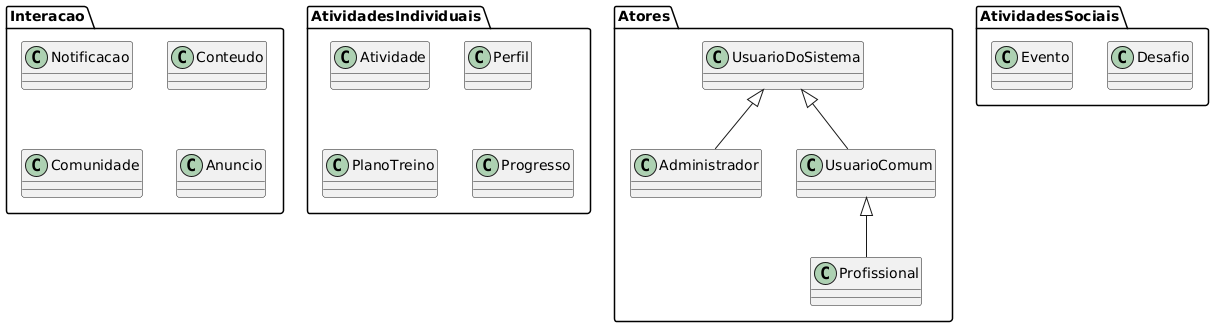 Interacao
C Notificacao
C Conteudo
C Comunidade
C Anuncio
AtividadesIndividuais
C Atividade
C Perfil
C PlanoTreino
C Progresso
Atores
C UsuarioDoSistema
C Administrador
C UsuarioComum
C Profissional
AtividadesSociais
C Evento
C Desafio